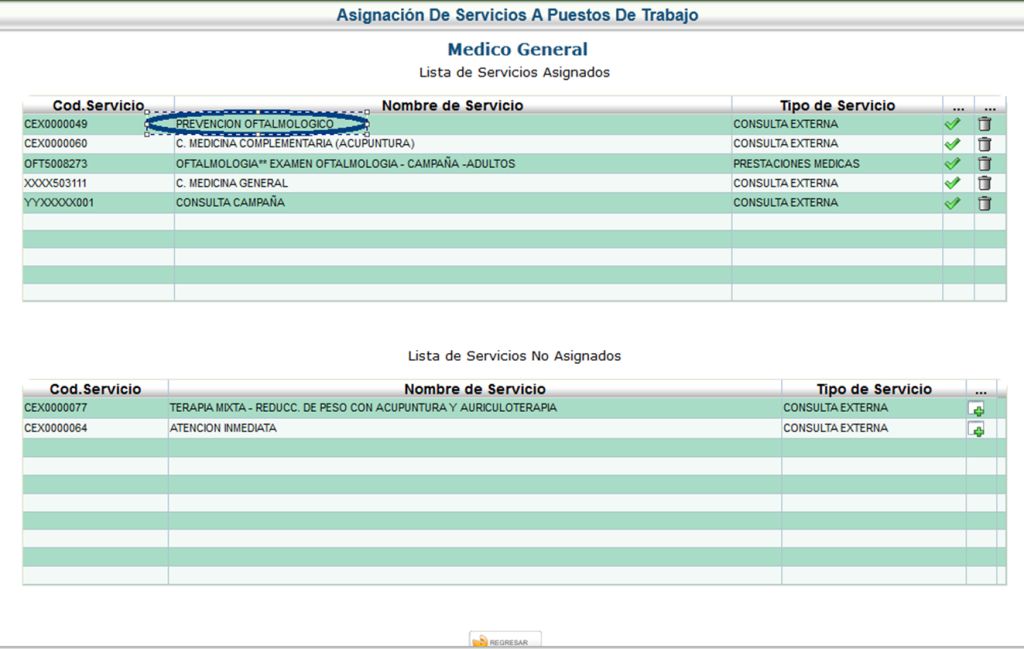 Asignación De Servicios A Puestos De Trabajo
Medico General
Lista de Servicios Asignados
Cod.Servicio Nombre de Servicio Tipo de Servicio ... ...
CEX0000049 PREVENCION OFTALMOLOGICO CONSULTA EXTERNA
CEX0000060 C. MEDICINA COMPLEMENTARIA (ACUPUNTURA) CONSULTA EXTERNA
OFT5008273 OFTALMOLOGIA** EXAMEN OFTALMOLOGIA - CAMPAÑA -ADULTOS PRESTACIONES MEDICAS
XXXX503111 C. MEDICINA GENERAL CONSULTA EXTERNA
YYXXXXX001 CONSULTA CAMPAÑA CONSULTA EXTERNA
Lista de Servicios No Asignados
Cod.Servicio Nombre de Servicio Tipo de Servicio ...
CEX0000077 TERAPIA MIXTA - REDUCC. DE PESO CON ACUPUNTURA Y AURICULOTERAPIA CONSULTA EXTERNA
CEX0000064 ATENCION INMEDIATA CONSULTA EXTERNA
REGRESAR